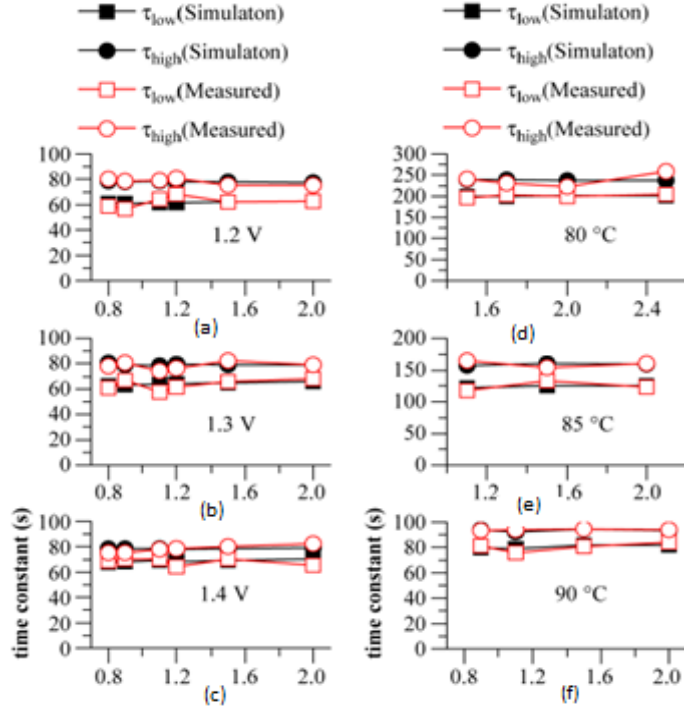 τlow(Simulaton)
τhigh(Simulaton)
τlow(Measured)
τhigh(Measured)
100
80
60
40
20
0
1.2 V
0.8 1.2 1.6 2.0
(a)
100
80
60
40
20
0
1.3 V
0.8 1.2 1.6 2.0
(b)
time constant (s)
100
80
60
40
20
0
1.4 V
0.8 1.2 1.6 2.0
(c)
τlow(Simulaton)
τhigh(Simulaton)
τlow(Measured)
τhigh(Measured)
300
250
200
150
100
50
0
80 °C
1.6 2.0 2.4
(d)
150
100
50
0
85 °C
1.2 1.6 2.0
(e)
time constant (s)
100
80
60
40
20
0
90 °C
0.8 1.2 1.6 2.0
(f)